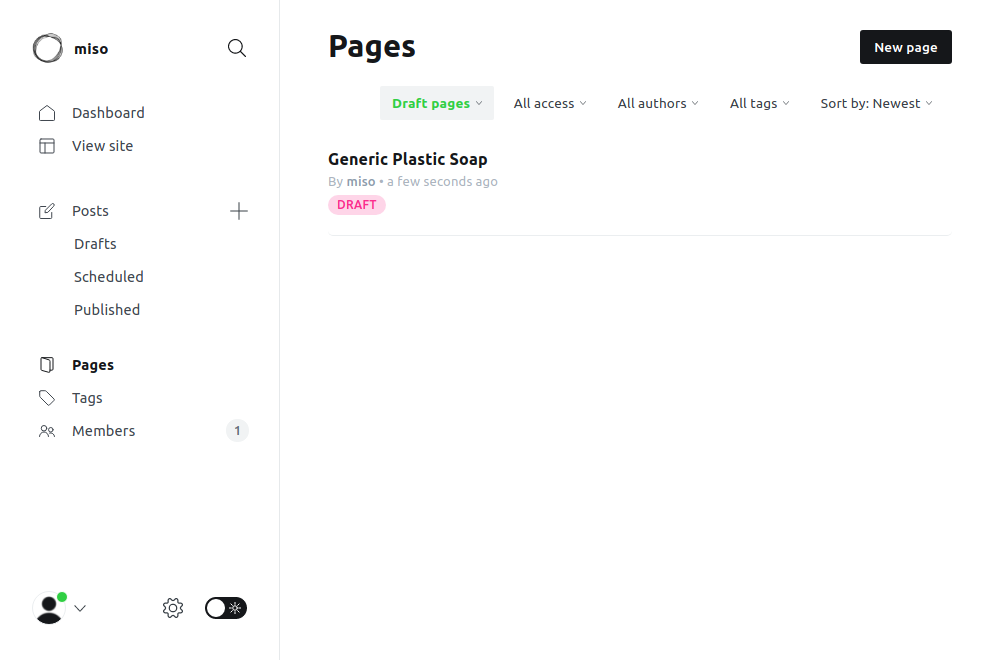 miso
Dashboard
View site
Posts
Drafts
Scheduled
Published
Pages
Tags
Members 1
Pages
New page
Draft pages All access All authors All tags Sort by: Newest
Generic Plastic Soap
By miso • a few seconds ago
DRAFT